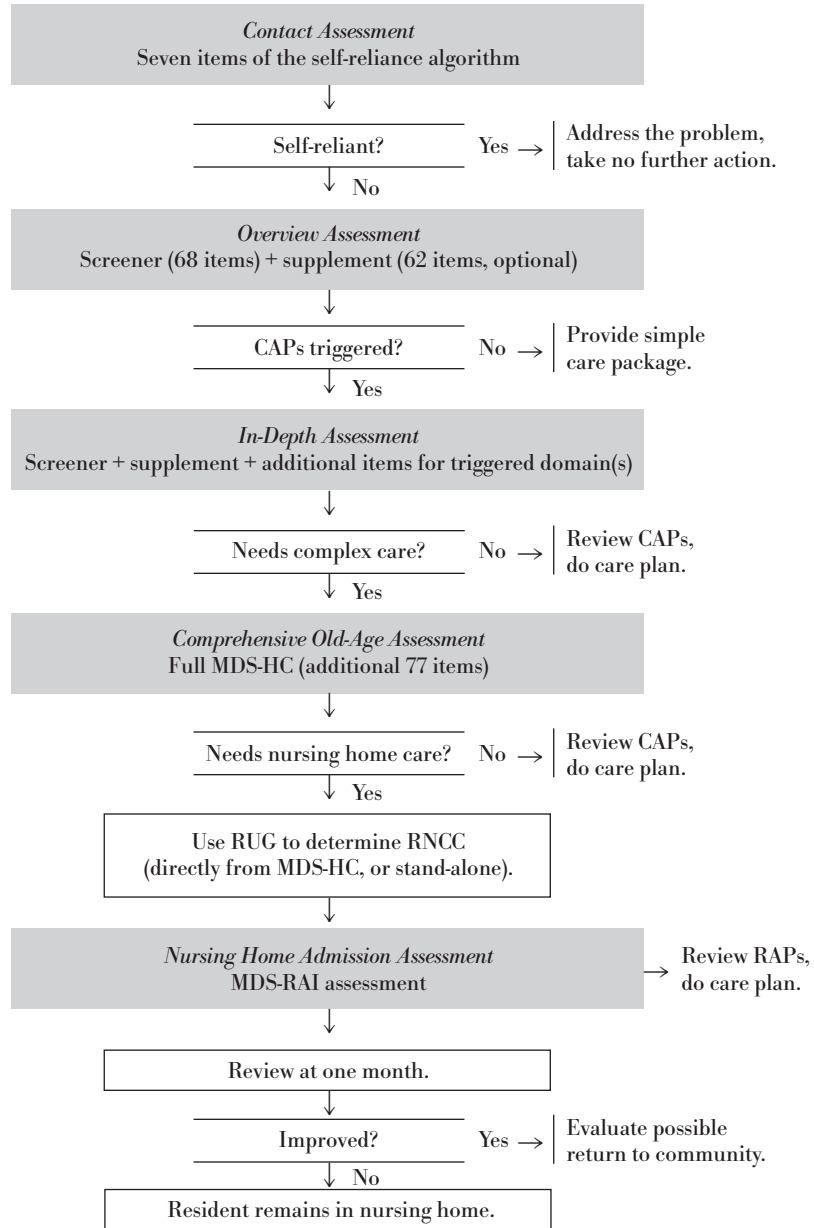 Contact Assessment
Seven items of the self-reliance algorithm
Self-reliant?
Yes
Address the problem,
take no further action.
No
Overview Assessment
Screener (68 items) + supplement (62 items, optional)
CAPs triggered?
No
Provide simple
care package.
Yes
In-Depth Assessment
Screener + supplement + additional items for triggered domain(s)
Needs complex care?
No
Review CAPs,
do care plan.
Yes
Comprehensive Old-Age Assessment
Full MDS-HC (additional 77 items)
Needs nursing home care?
No
Review CAPs,
do care plan.
Yes
Use RUG to determine RNCC
(directly from MDS-HC, or stand-alone).
Nursing Home Admission Assessment
MDS-RAI assessment
Review RAPs,
do care plan.
Review at one month.
Improved?
Yes
Evaluate possible
return to community.
No
Resident remains in nursing home.